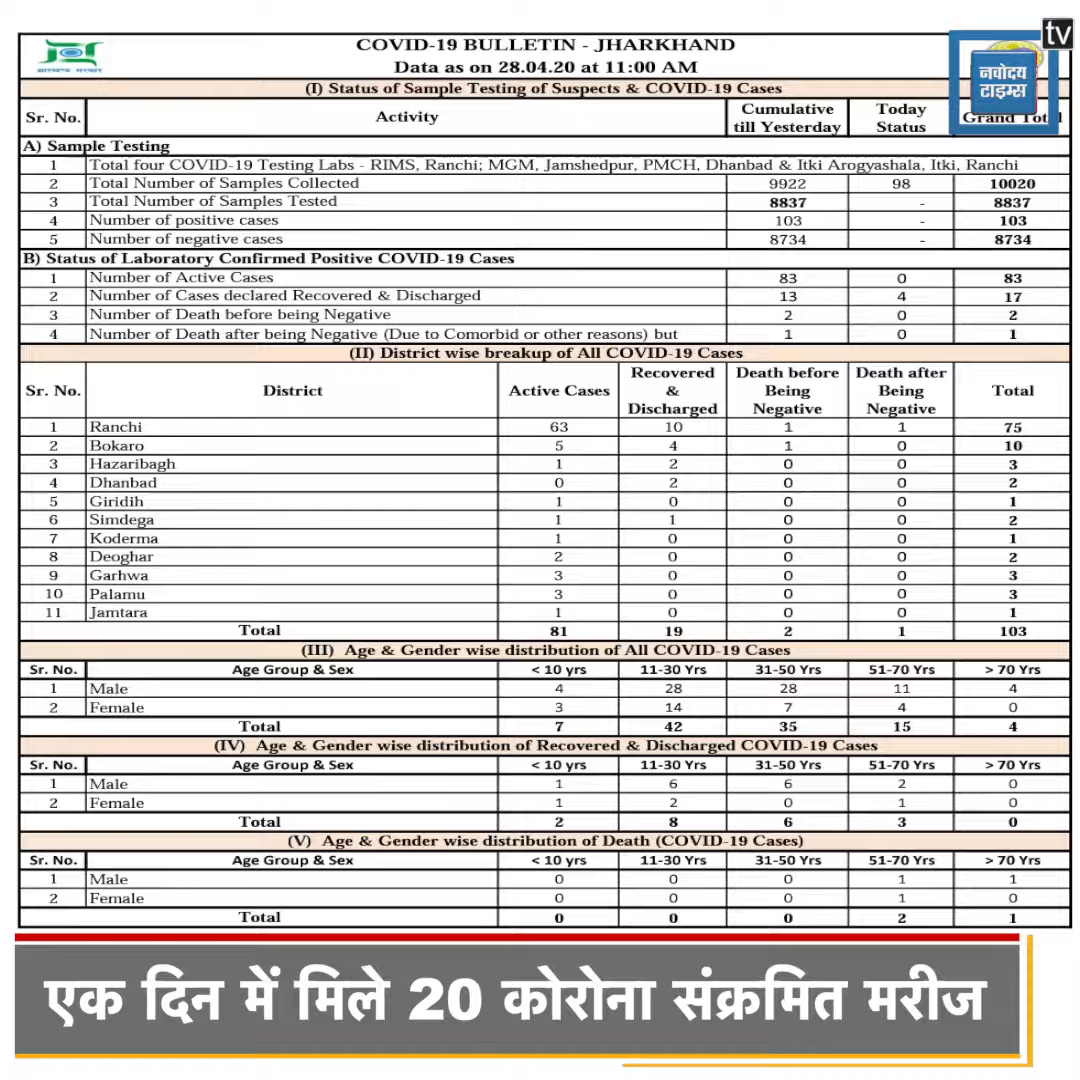 tv
नवोदय
टाइम्स
झारखण्ड सरकार
COVID-19 BULLETIN - JHARKHAND
Data as on 28.04.20 at 11:00 AM
(I) Status of Sample Testing of Suspects & COVID-19 Cases
Sr. No. Activity Cumulative till Yesterday Today Status Grand Total
A) Sample Testing
1 Total four COVID-19 Testing Labs - RIMS, Ranchi; MGM, Jamshedpur, PMCH, Dhanbad & Itki Arogyashala, Itki, Ranchi
2 Total Number of Samples Collected 9922 98 10020
3 Total Number of Samples Tested 8837 - 8837
4 Number of positive cases 103 - 103
5 Number of negative cases 8734 - 8734
B) Status of Laboratory Confirmed Positive COVID-19 Cases
1 Number of Active Cases 83 0 83
2 Number of Cases declared Recovered & Discharged 13 4 17
3 Number of Death before being Negative 2 0 2
4 Number of Death after being Negative (Due to Comorbid or other reasons) but 1 0 1
(II) District wise breakup of All COVID-19 Cases
Sr. No. District Active Cases Recovered & Discharged Death before Being Negative Death after Being Negative Total
1 Ranchi 63 10 1 1 75
2 Bokaro 5 4 1 0 10
3 Hazaribagh 1 2 0 0 3
4 Dhanbad 0 2 0 0 2
5 Giridih 1 0 0 0 1
6 Simdega 1 1 0 0 2
7 Koderma 1 0 0 0 1
8 Deoghar 2 0 0 0 2
9 Garhwa 3 0 0 0 3
10 Palamu 3 0 0 0 3
11 Jamtara 1 0 0 0 1
Total 81 19 2 1 103
(III) Age & Gender wise distribution of All COVID-19 Cases
Sr. No. Age Group & Sex < 10 yrs 11-30 Yrs 31-50 Yrs 51-70 Yrs > 70 Yrs
1 Male 4 28 28 11 4
2 Female 3 14 7 4 0
Total 7 42 35 15 4
(IV) Age & Gender wise distribution of Recovered & Discharged COVID-19 Cases
Sr. No. Age Group & Sex < 10 yrs 11-30 Yrs 31-50 Yrs 51-70 Yrs > 70 Yrs
1 Male 1 6 6 2 0
2 Female 1 2 0 1 0
Total 2 8 6 3 0
(V) Age & Gender wise distribution of Death (COVID-19 Cases)
Sr. No. Age Group & Sex < 10 yrs 11-30 Yrs 31-50 Yrs 51-70 Yrs > 70 Yrs
1 Male 0 0 0 1 1
2 Female 0 0 0 1 0
Total 0 0 0 2 1
एक दिन में मिले 20 कोरोना संक्रमित मरीज